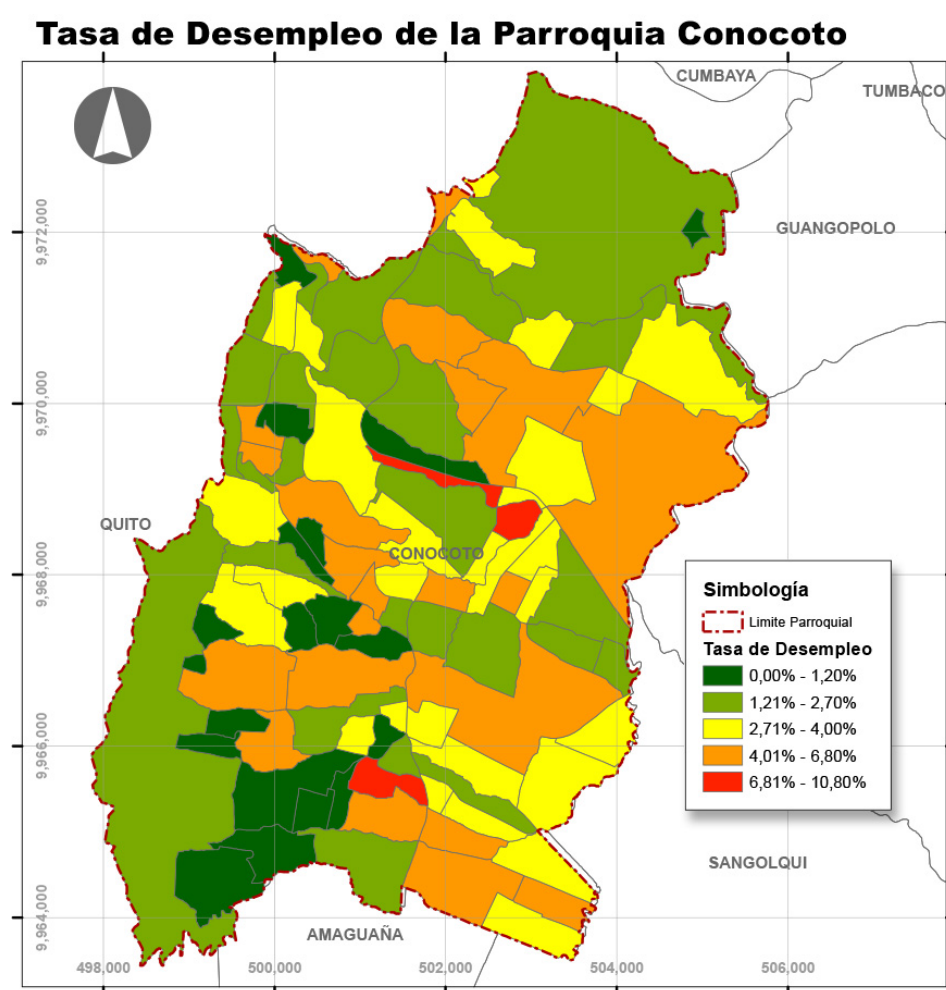 Tasa de Desempleo de la Parroquia Conocoto
CUMBAYA
TUMBACO
GUANGOPOLO
QUITO
CONOCOTO
SANGOLQUI
AMAGUAÑA
9,972,000
9,970,000
9,968,000
9,966,000
9,964,000
498,000
500,000
502,000
504,000
506,000
Simbología
Limite Parroquial
Tasa de Desempleo
0,00% - 1,20%
1,21% - 2,70%
2,71% - 4,00%
4,01% - 6,80%
6,81% - 10,80%